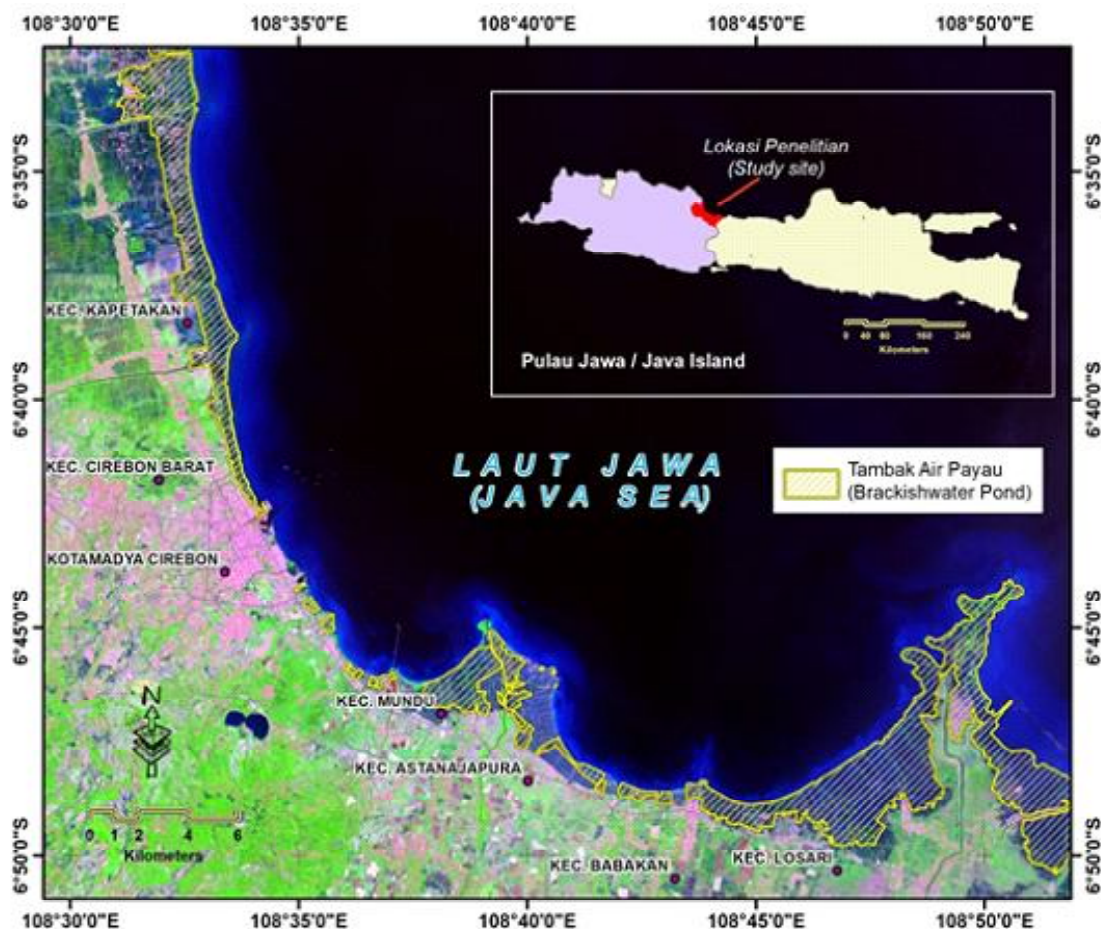 108°30'0"E 108°35'0"E 108°40'0"E 108°45'0"E 108°50'0"E
Lokasi Penelitian
(Study site)
6°35'0"S 6°35'0"S
KEC. KAPETAKAN
0 40 80 160 240
Kilometers
Pulau Jawa / Java Island
6°40'0"S 6°40'0"S
KEC. CIREBON BARAT
LAUT JAWA
(JAVA SEA)
Tambak Air Payau
(Brackishwater Pond)
KOTAMADYA CIREBON
6°45'0"S 6°45'0"S
N
KEC. MUNDU
KEC. ASTANAJAPURA
0 1 2 4 6
Kilometers
KEC. BABAKAN KEC. LOSARI
6°50'0"S 6°50'0"S
108°30'0"E 108°35'0"E 108°40'0"E 108°45'0"E 108°50'0"E